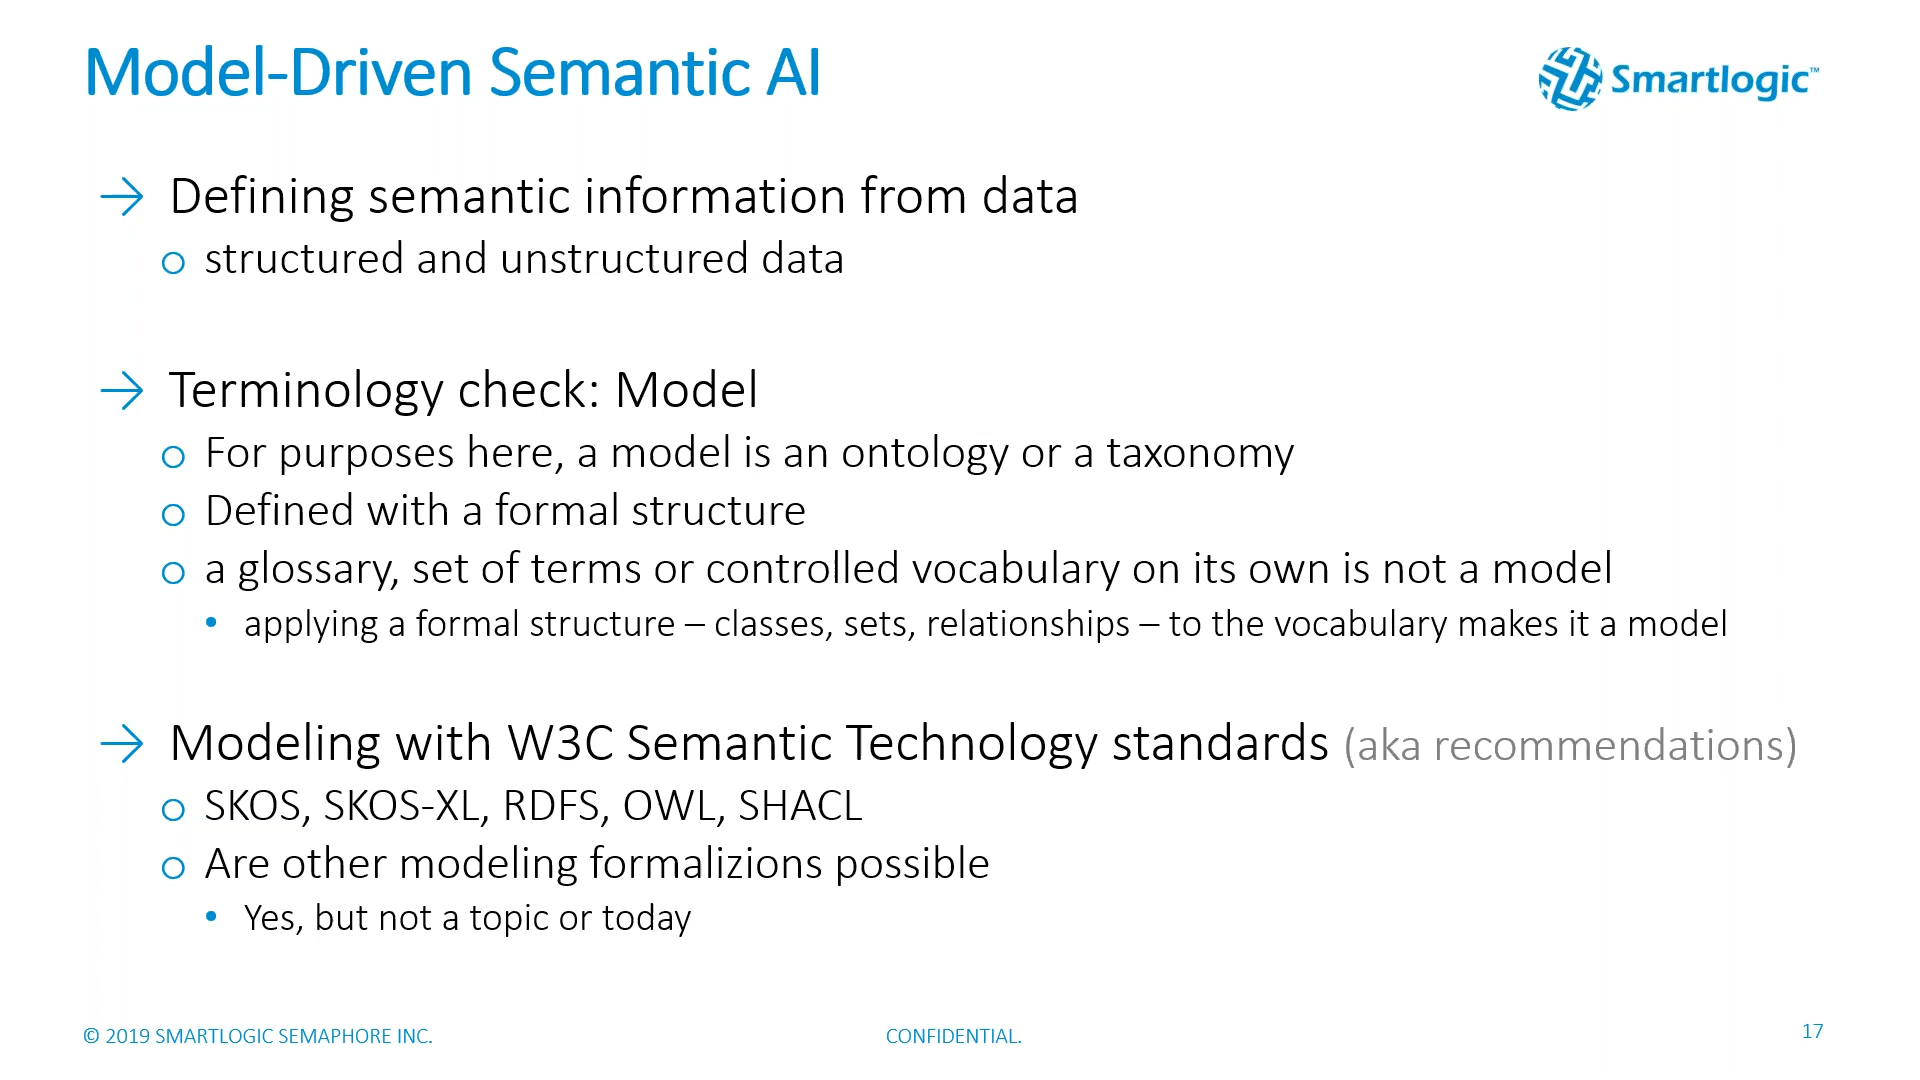 Model-Driven Semantic AI
Smartlogic™
→ Defining semantic information from data
o structured and unstructured data
→ Terminology check: Model
o For purposes here, a model is an ontology or a taxonomy
o Defined with a formal structure
o a glossary, set of terms or controlled vocabulary on its own is not a model
• applying a formal structure – classes, sets, relationships – to the vocabulary makes it a model
→ Modeling with W3C Semantic Technology standards (aka recommendations)
o SKOS, SKOS-XL, RDFS, OWL, SHACL
o Are other modeling formalizions possible
• Yes, but not a topic or today
© 2019 SMARTLOGIC SEMAPHORE INC.
CONFIDENTIAL.
17